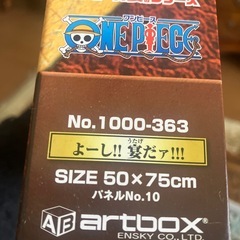 ワンピース
ONE PIECE
No.1000-363
よーし!! 宴だァ!!!
うたげ
SIZE 50×75cm
パネルNo.10
artbox®
ENSKY CO.,LTD.